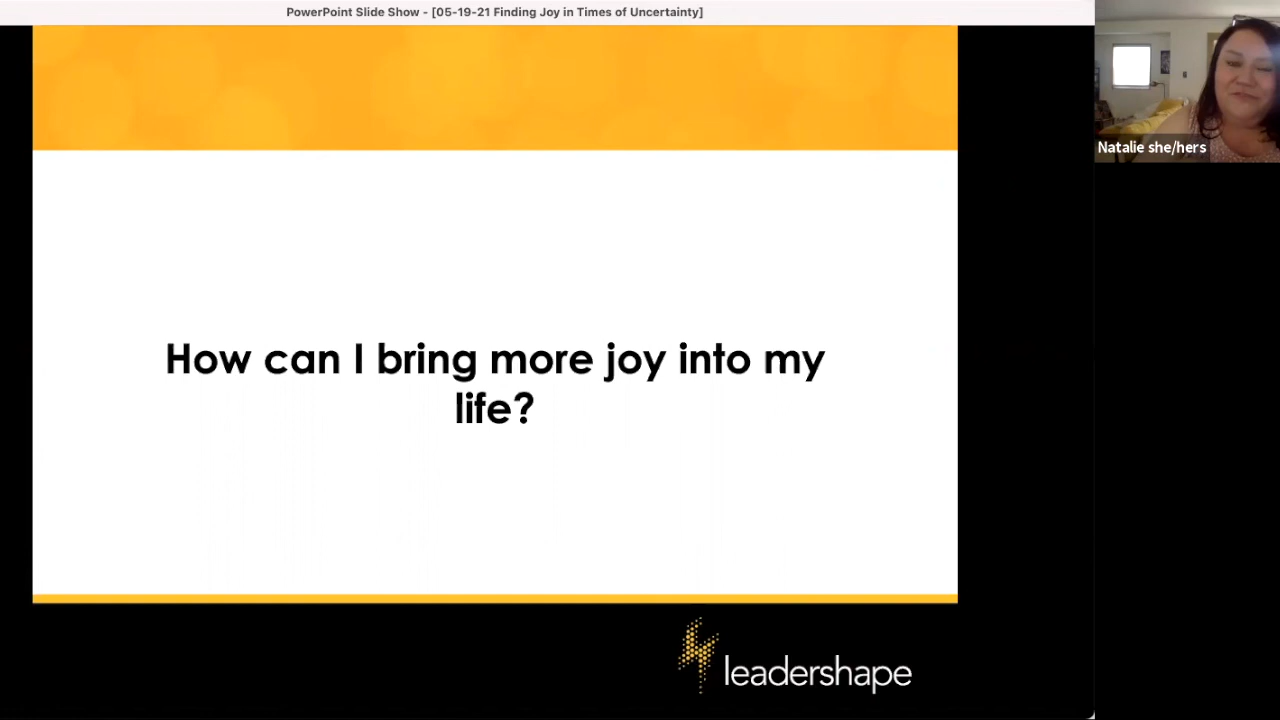 PowerPoint Slide Show - [05-19-21 Finding Joy in Times of Uncertainty]
Natalie she/hers
How can I bring more joy into my
life?
leadershape